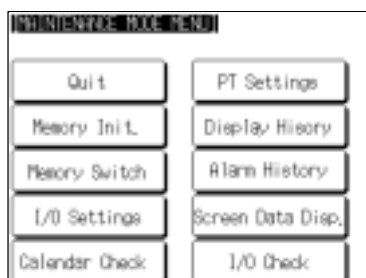 [MAINTENANCE MODE MENU]
Quit
PT Settings
Memory Init.
Display Hisory
Memory Switch
Alarm History
I/O Settings
Screen Data Disp.
Calendar Check
I/O Check